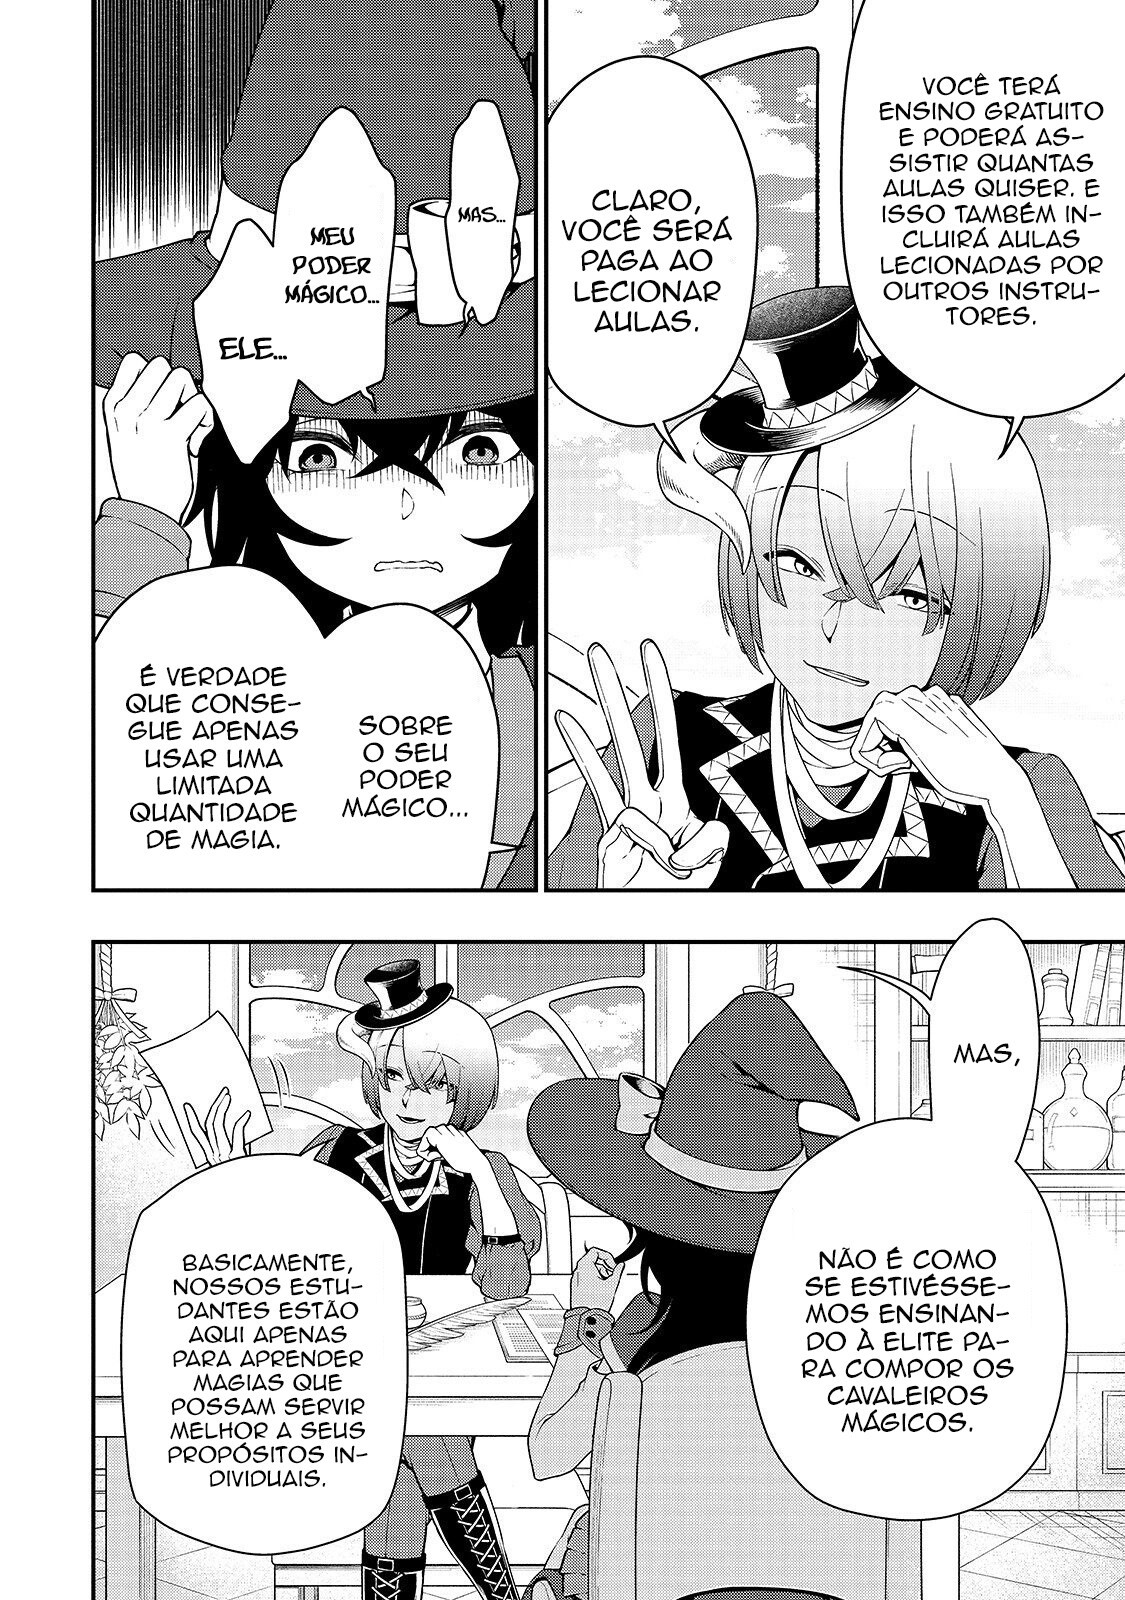 VOCÊ TERÁ
ENSINO GRATUITO
E PODERÁ AS-
SISTIR QUANTAS
AULAS QUISER. E
ISSO TAMBÉM IN-
CLUIRÁ AULAS
LECIONADAS POR
OUTROS INSTRU-
TORES.
CLARO,
VOCÊ SERÁ
PAGA AO
LECIONAR
AULAS.
MAS...
MEU
PODER
MÁGICO...
ELE...
SOBRE
O SEU
PODER
MÁGICO...
É VERDADE
QUE CONSE-
GUE APENAS
USAR UMA
LIMITADA
QUANTIDADE
DE MAGIA.
MAS,
NÃO É COMO
SE ESTIVÉSSE-
MOS ENSINAN-
DO À ELITE PA-
RA COMPOR OS
CAVALEIROS
MÁGICOS.
BASICAMENTE,
NOSSOS ESTU-
DANTES ESTÃO
AQUI APENAS
PARA APRENDER
MAGIAS QUE
POSSAM SERVIR
MELHOR A SEUS
PROPÓSITOS IN-
DIVIDUAIS.